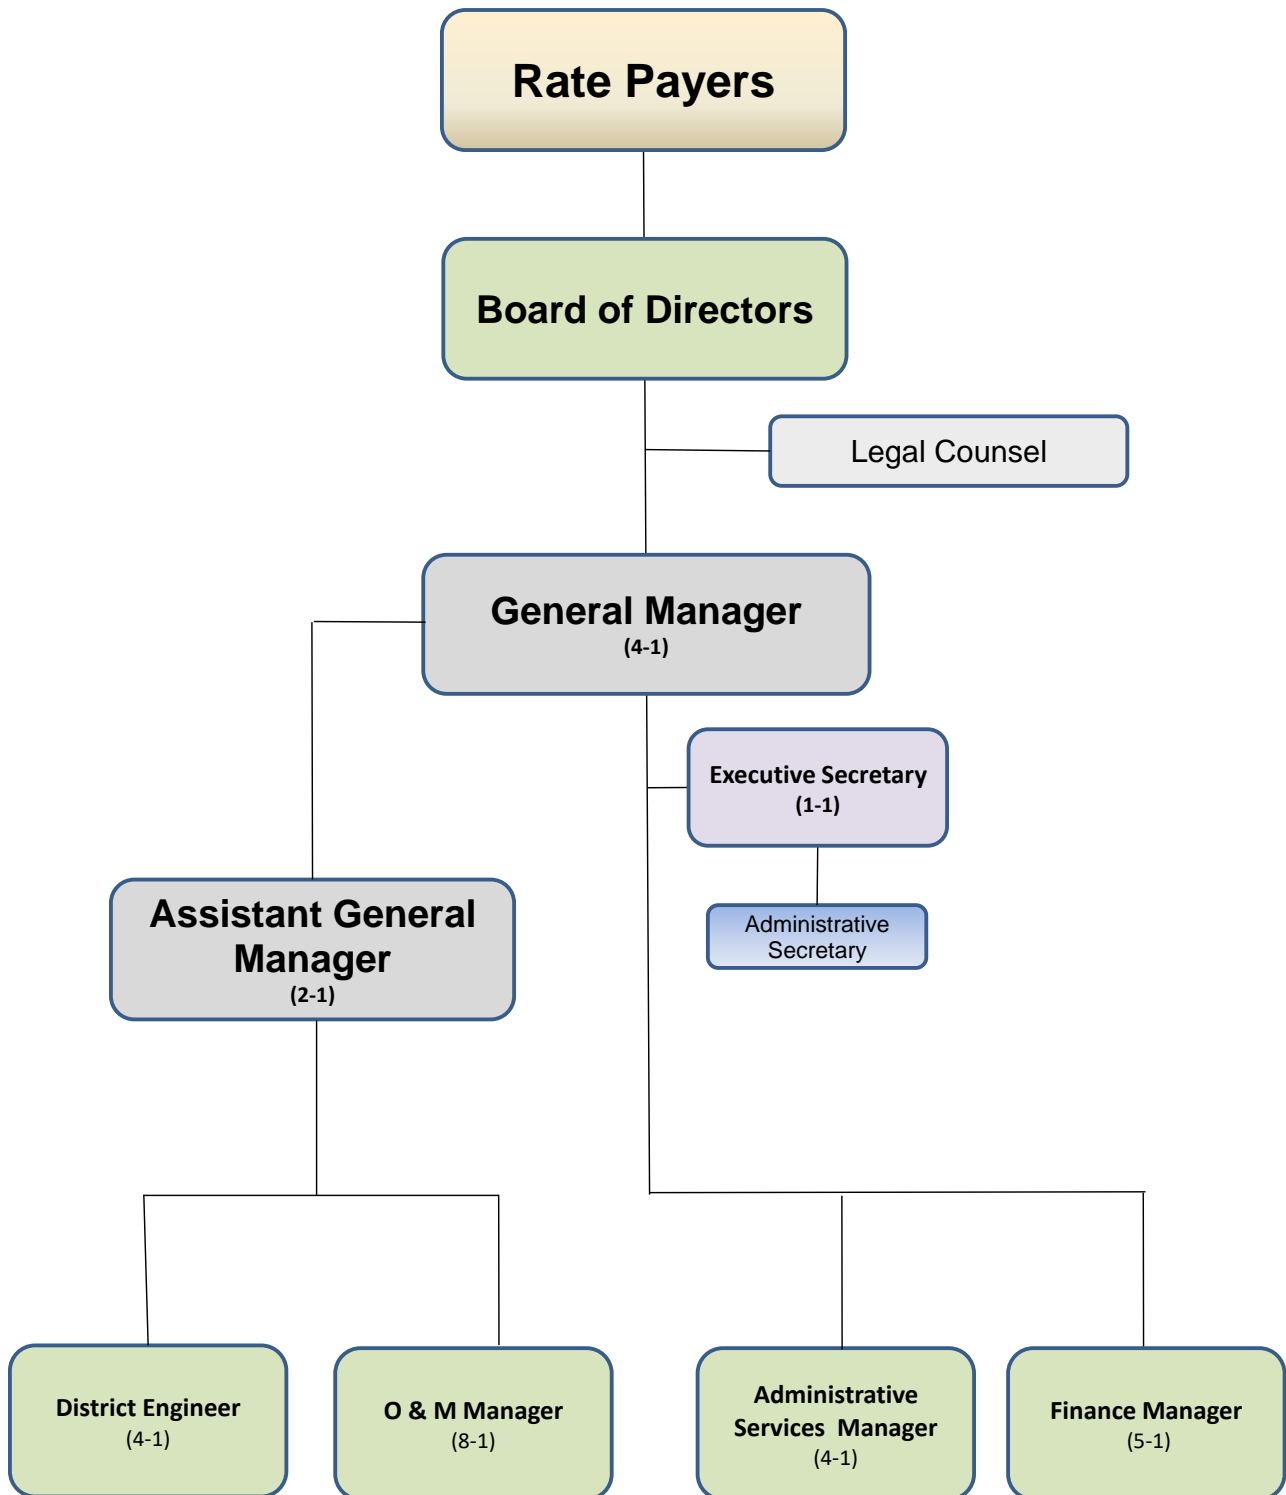 Rate Payers
Board of Directors
Legal Counsel
General Manager
(4-1)
Executive Secretary
(1-1)
Assistant General
Manager
(2-1)
Administrative
Secretary
District Engineer
(4-1)
O & M Manager
(8-1)
Administrative
Services  Manager
(4-1)
Finance Manager
(5-1)